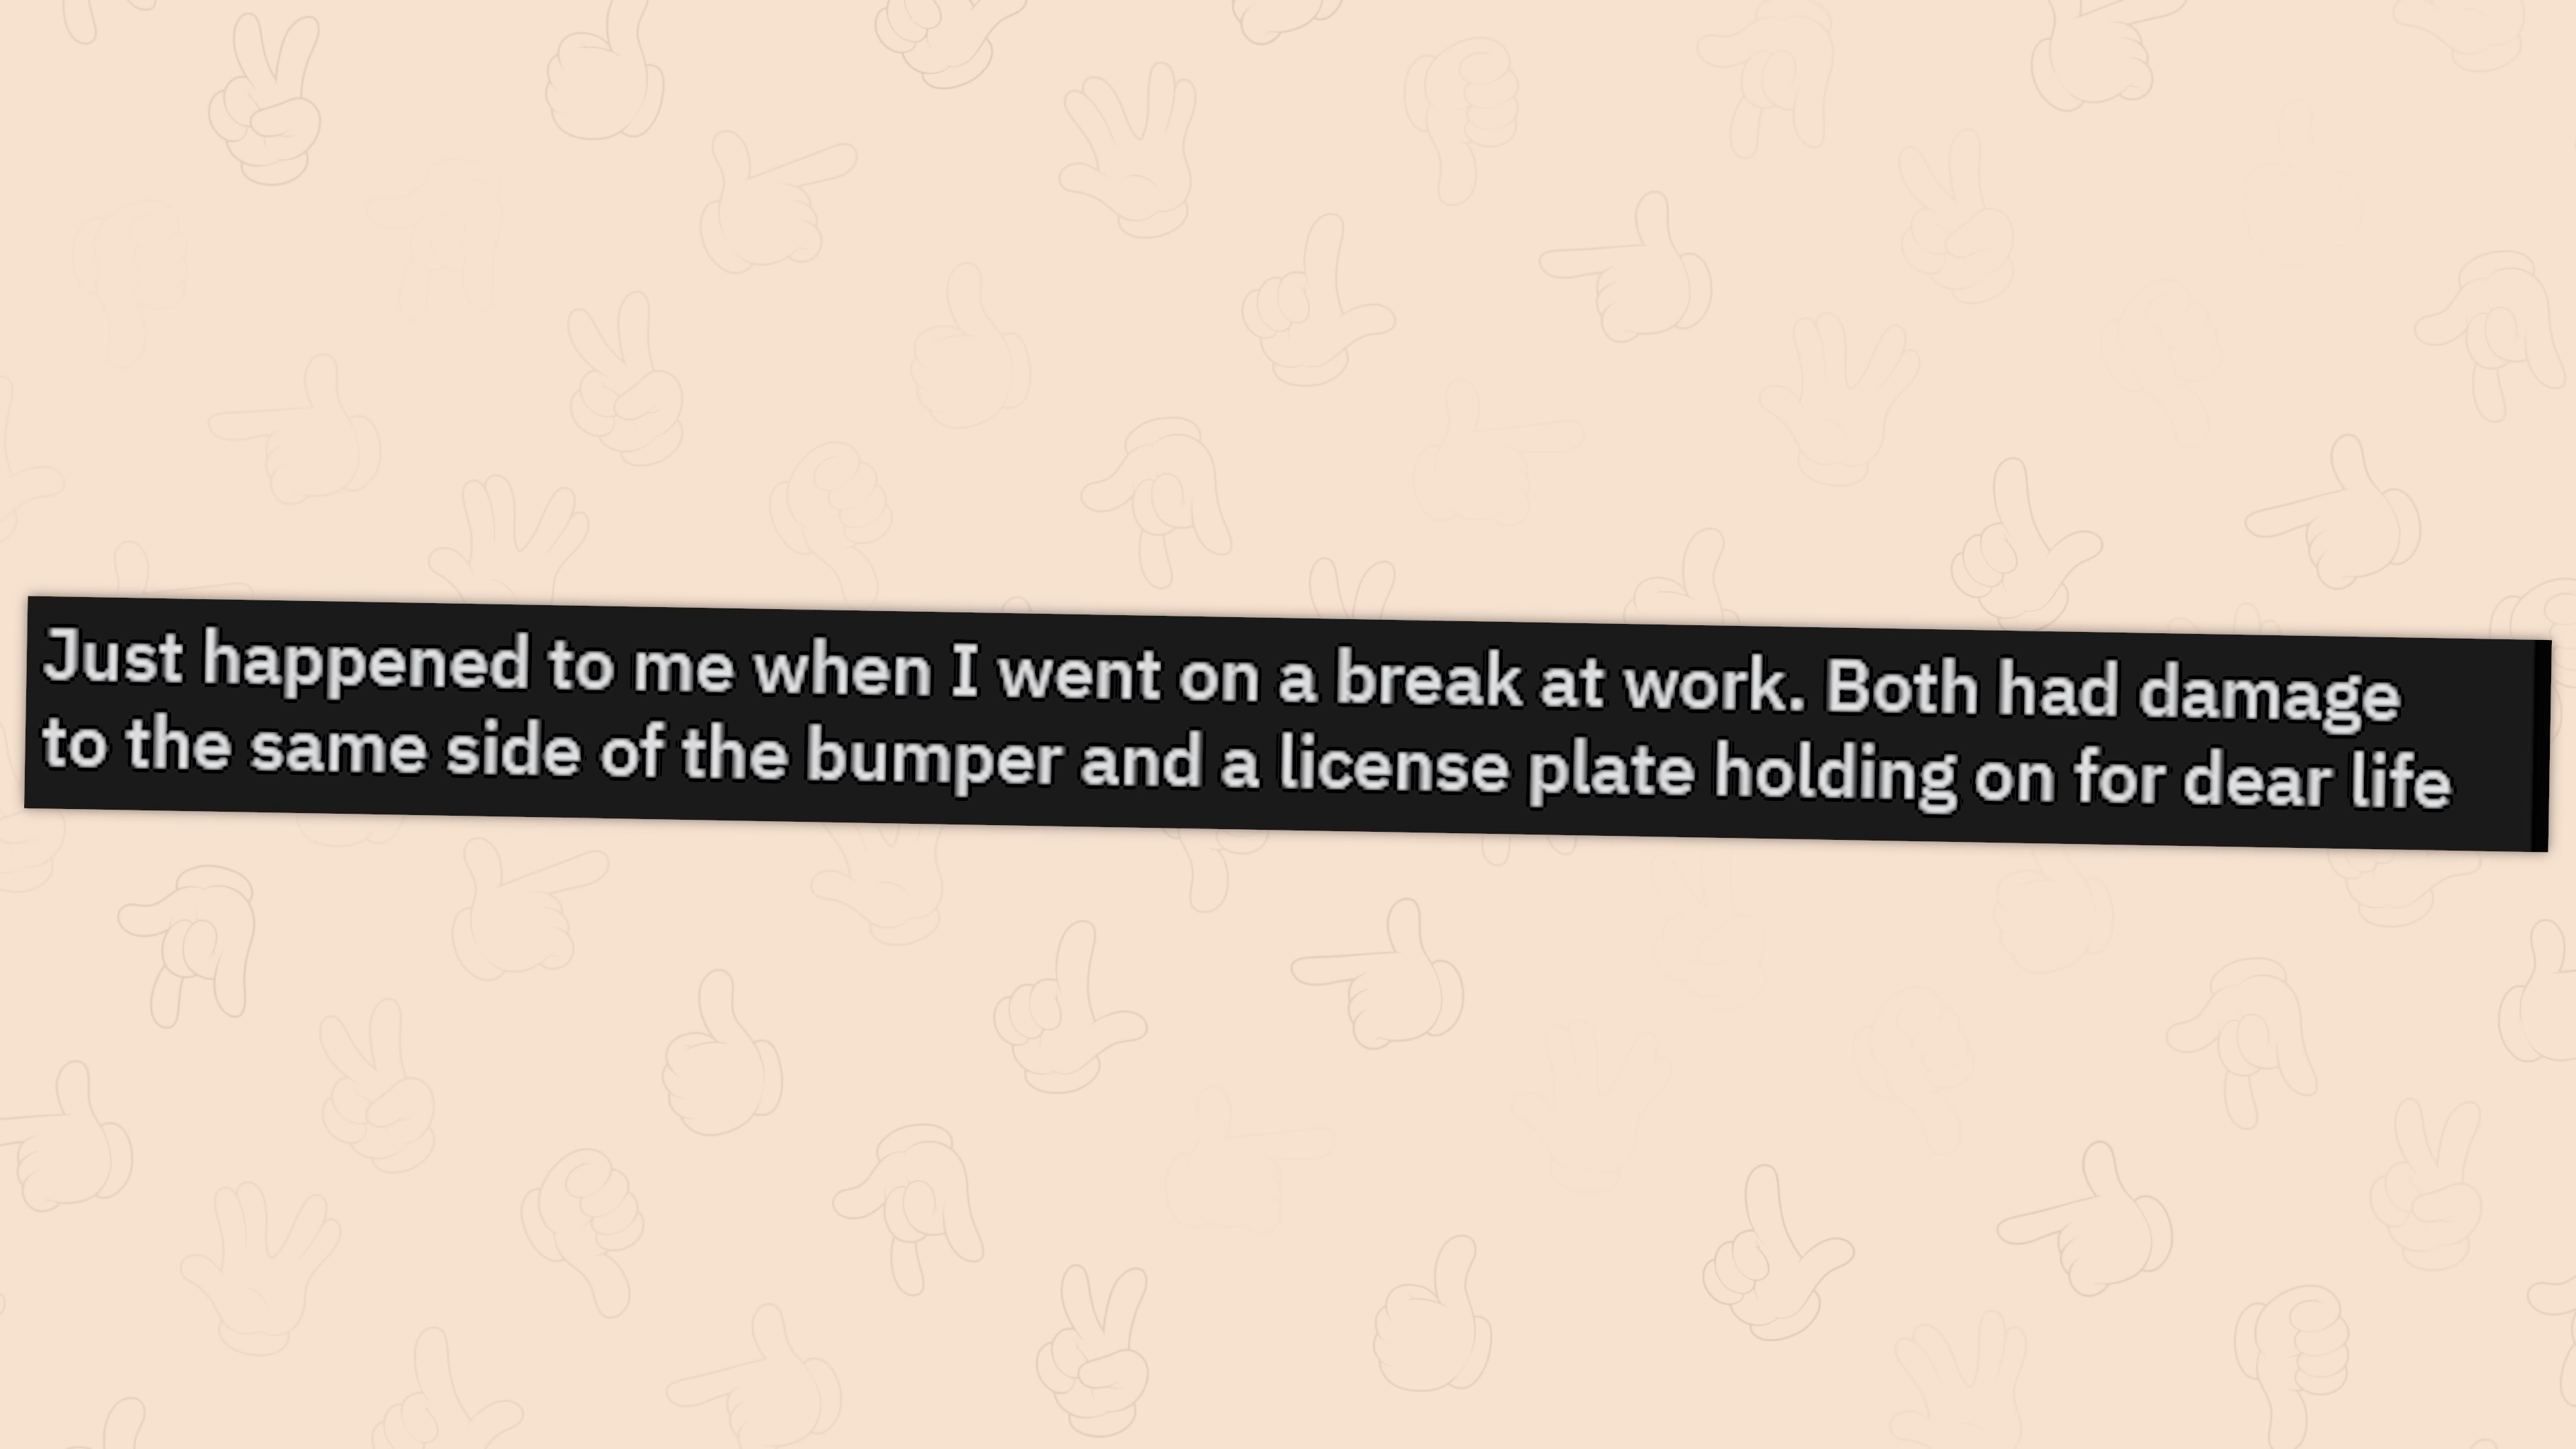 Just happened to me when I went on a break at work. Both had damage
to the same side of the bumper and a license plate holding on for dear life